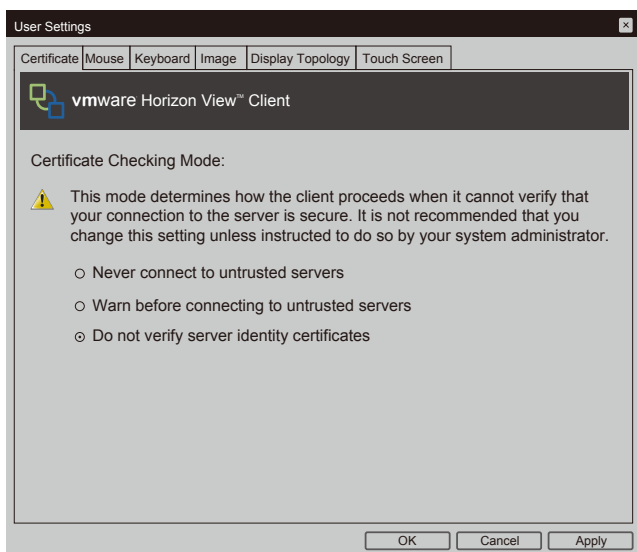 User Settings
Certificate Mouse Keyboard Image Display Topology Touch Screen
vmware Horizon View™ Client
Certificate Checking Mode:
This mode determines how the client proceeds when it cannot verify that
your connection to the server is secure. It is not recommended that you
change this setting unless instructed to do so by your system administrator.
Never connect to untrusted servers
Warn before connecting to untrusted servers
Do not verify server identity certificates
OK Cancel Apply